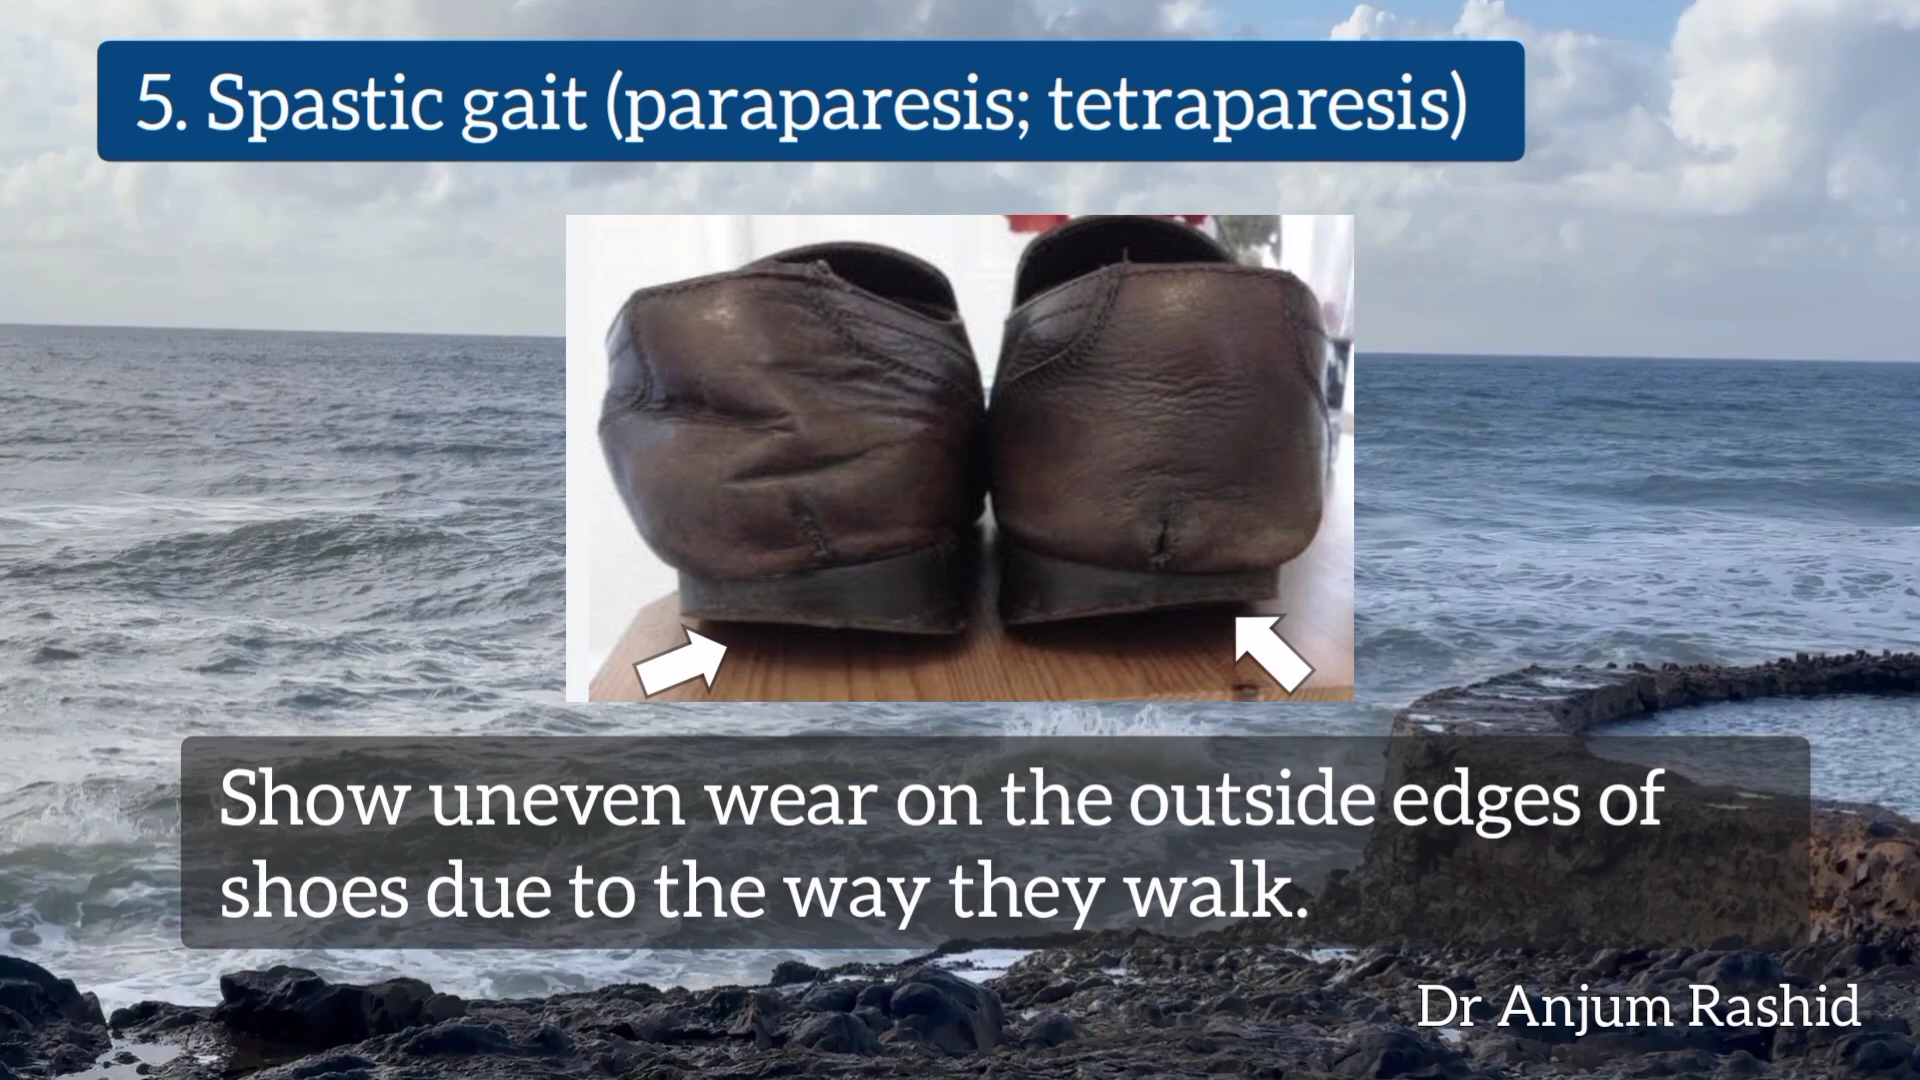 5. Spastic gait (paraparesis; tetraparesis)
Show uneven wear on the outside edges of
shoes due to the way they walk.
Dr Anjum Rashid